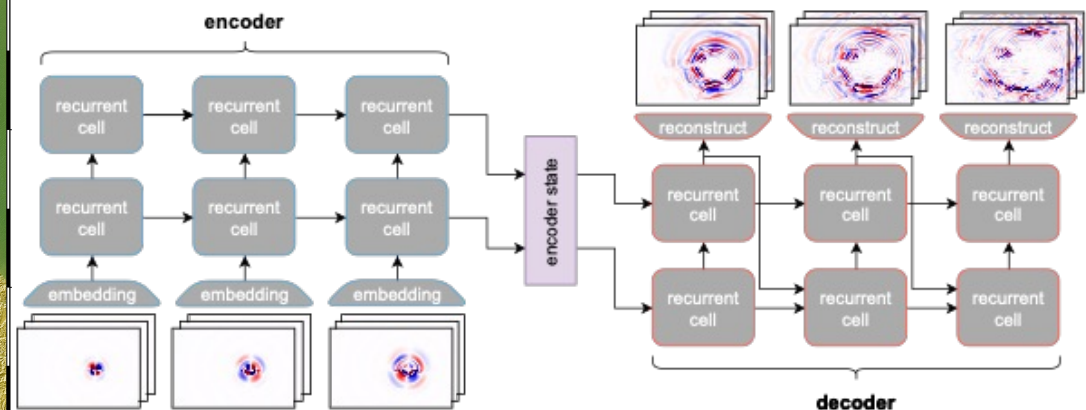 encoder
recurrent cell
recurrent cell
recurrent cell
recurrent cell
recurrent cell
recurrent cell
embedding
embedding
embedding
encoder state
reconstruct
reconstruct
reconstruct
recurrent cell
recurrent cell
recurrent cell
recurrent cell
recurrent cell
recurrent cell
decoder